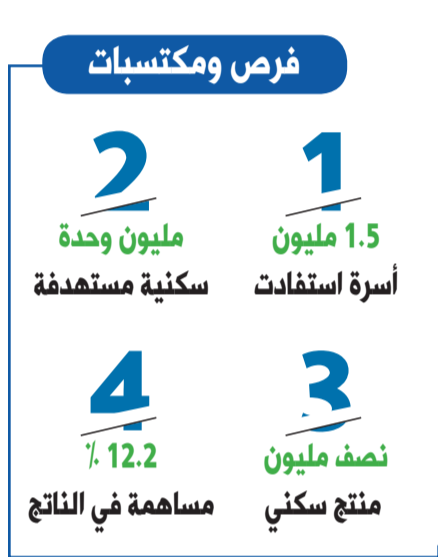 فرص ومكتسبات
1
1.5 مليون
أسرة استفادت
2
مليون وحدة
سكنية مستهدفة
3
نصف مليون
منتج سكني
4
12.2 ٪
مساهمة في الناتج